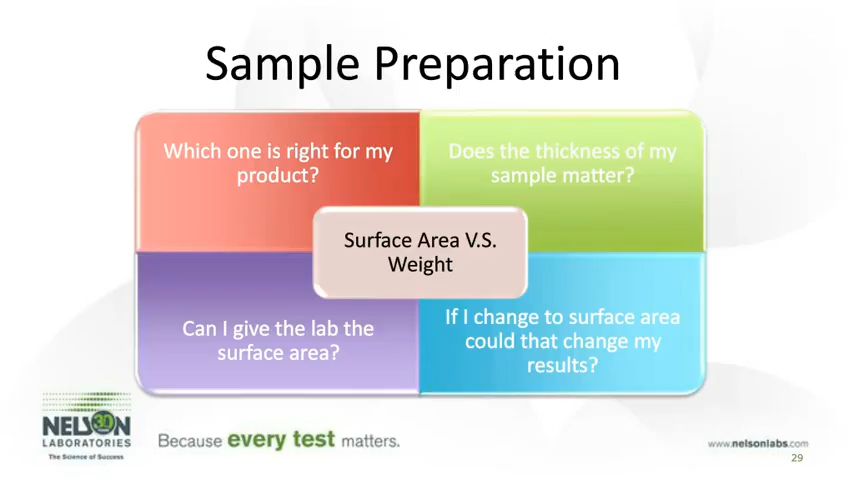 Sample Preparation
Which one is right for my
product?
Does the thickness of my
sample matter?
Surface Area V.S.
Weight
Can I give the lab the
surface area?
If I change to surface area
could that change my
results?
NELSON
LABORATORIES
The Science of Success
Because every test matters.
www.nelsonlabs.com
29